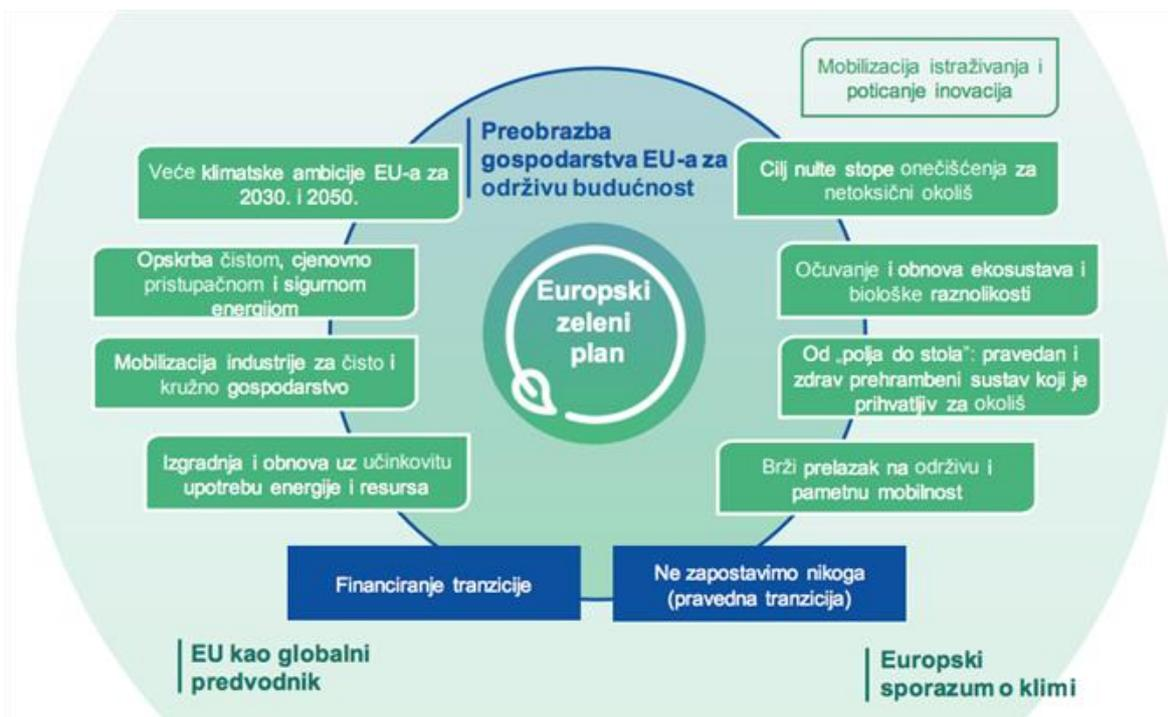 Mobilizacija istraživanja i
poticanje inovacija
Preobrazba
gospodarstva EU-a za
održivu budućnost
Veće klimatske ambicije EU-a za
2030. i 2050.
Cilj nulte stope onečišćenja za
netoksični okoliš
Opskrba čistom, cjenovno
pristupačnom i sigurnom
energijom
Očuvanje i obnova ekosustava i
biološke raznolikosti
Europski
zeleni
plan
Mobilizacija industrije za čisto i
kružno gospodarstvo
Od „polja do stola”: pravedan i
zdrav prehrambeni sustav koji je
prihvatljiv za okoliš
Izgradnja i obnova uz učinkovitu
upotrebu energije i resursa
Brži prelazak na održivu i
pametnu mobilnost
Financiranje tranzicije
Ne zapostavimo nikoga
(pravedna tranzicija)
EU kao globalni
predvodnik
Europski
sporazum o klimi